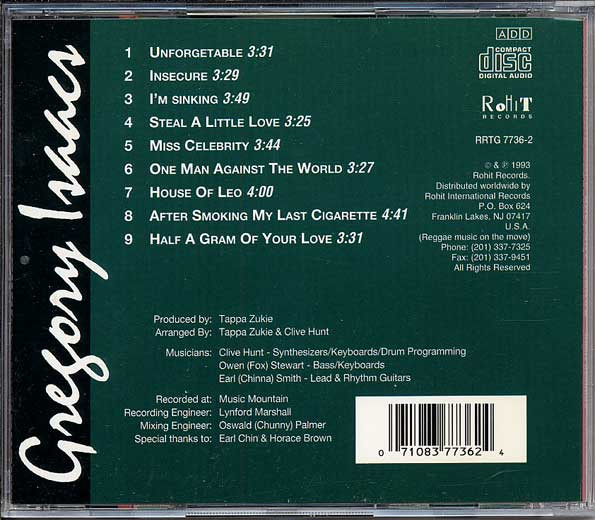 Gregory Isaacs
1 UNFORGETABLE 3:31
2 INSECURE 3:29
3 I'M SINKING 3:49
4 STEAL A LITTLE LOVE 3:25
5 MISS CELEBRITY 3:44
6 ONE MAN AGAINST THE WORLD 3:27
7 HOUSE OF LEO 4:00
8 AFTER SMOKING MY LAST CIGARETTE 4:41
9 HALF A GRAM OF YOUR LOVE 3:31
ADD
COMPACT
disc
DIGITAL AUDIO
RoHiT
RECORDS
RRTG 7736-2
© & ℗ 1993
Rohit Records.
Distributed worldwide by
Rohit International Records
P.O. Box 624
Franklin Lakes, NJ 07417
U.S.A.
(Reggae music on the move)
Phone: (201) 337-7325
Fax: (201) 337-9451
All Rights Reserved
Produced by: Tappa Zukie
Arranged By: Tappa Zukie & Clive Hunt
Musicians: Clive Hunt - Synthesizers/Keyboards/Drum Programming
Owen (Fox) Stewart - Bass/Keyboards
Earl (Chinna) Smith - Lead & Rhythm Guitars
Recorded at: Music Mountain
Recording Engineer: Lynford Marshall
Mixing Engineer: Oswald (Chunny) Palmer
Special thanks to: Earl Chin & Horace Brown
0 71083 77362 4